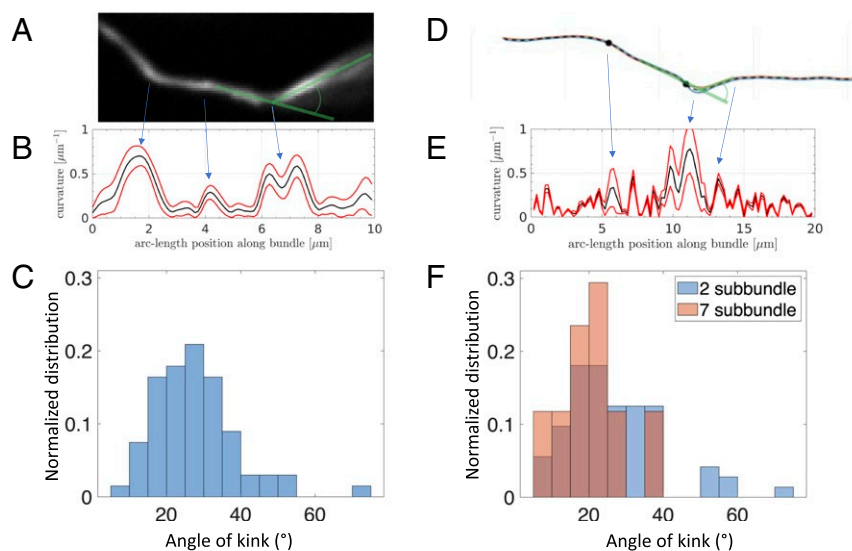 A
D
B
curvature [μm⁻¹]
1
0.5
0
0
2
4
6
8
10
arc-length position along bundle [μm]
E
curvature [μm⁻¹]
1
0.5
0
0
5
10
15
20
arc-length position along bundle [μm]
C
Normalized distribution
0.3
0.2
0.1
0
20
40
60
Angle of kink (°)
F
Normalized distribution
0.3
0.2
0.1
0
20
40
60
Angle of kink (°)
2 subbundle
7 subbundle